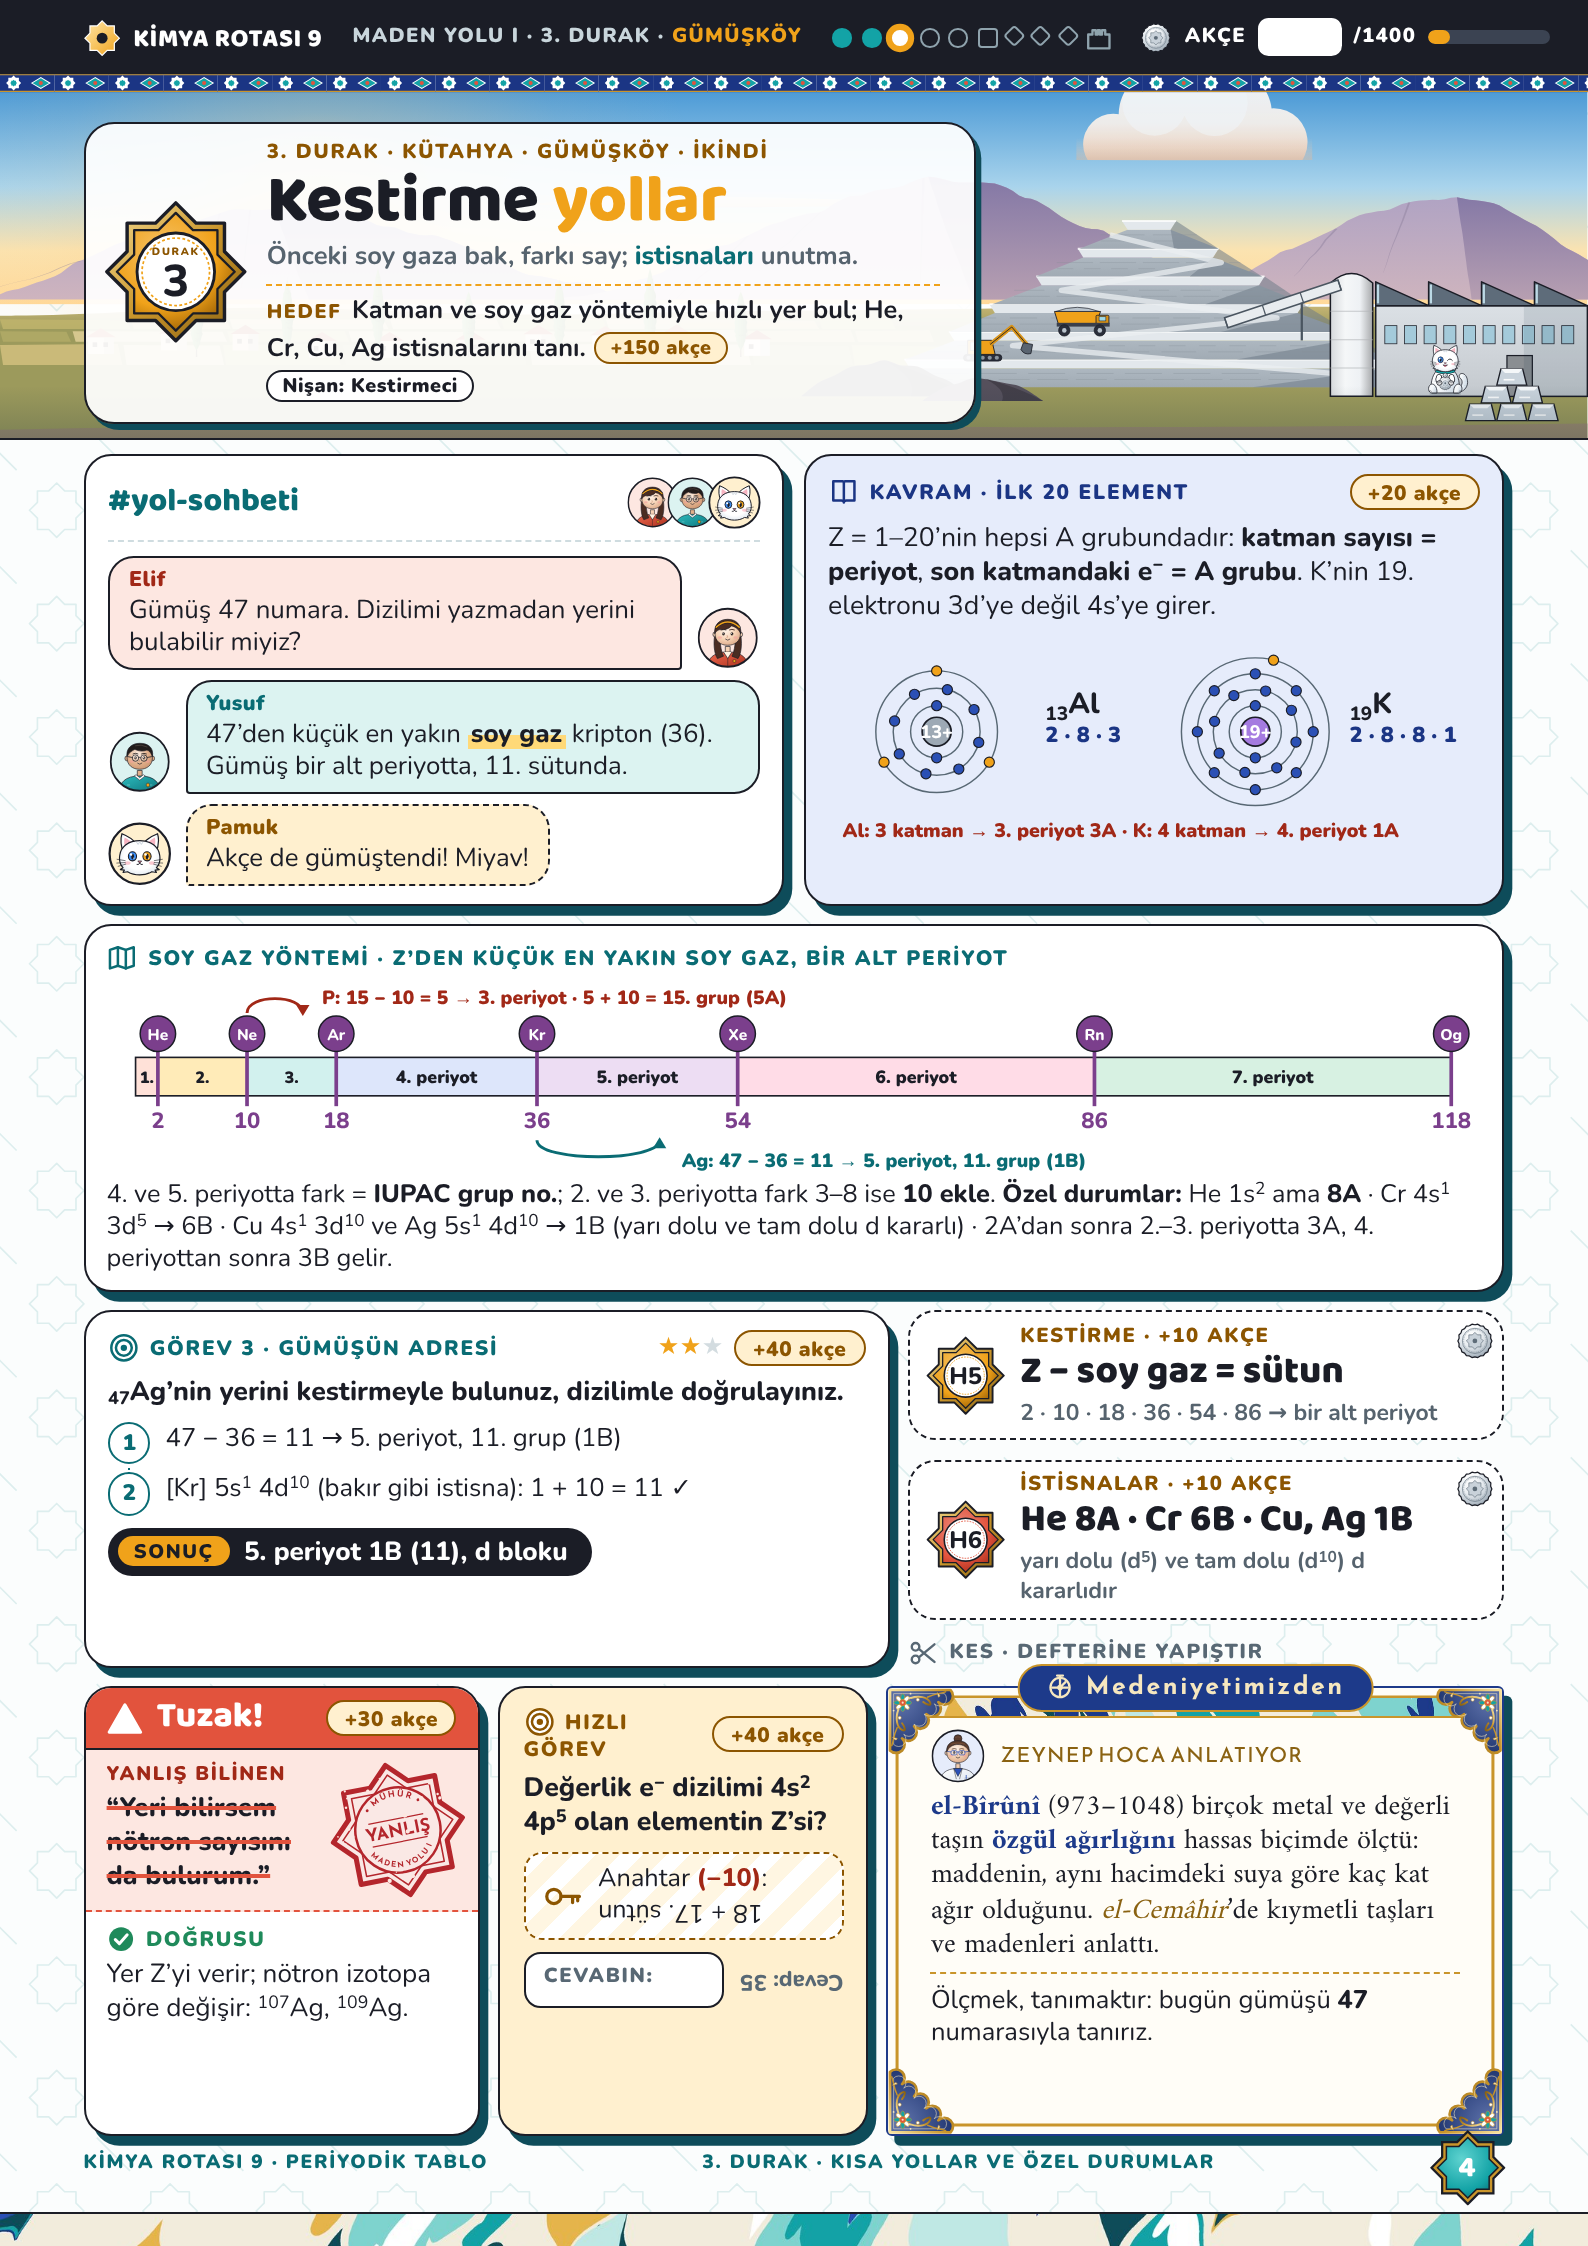 KİMYA ROTASI 9
MADEN YOLU I · 3. DURAK · GÜMÜŞKÖY
AKÇE /1400
3. DURAK · KÜTAHYA · GÜMÜŞKÖY · İKİNDİ
Kestirme yollar
DURAK
3
Önceki soy gaza bak, farkı say; istisnaları unutma.
HEDEF Katman ve soy gaz yöntemiyle hızlı yer bul; He,
Cr, Cu, Ag istisnalarını tanı. +150 akçe
Nişan: Kestirmeci
#yol-sohbeti
Elif
Gümüş 47 numara. Dizilimi yazmadan yerini
bulabilir miyiz?
Yusuf
47’den küçük en yakın soy gaz kripton (36).
Gümüş bir alt periyotta, 11. sütunda.
Pamuk
Akçe de gümüştendi! Miyav!
KAVRAM · İLK 20 ELEMENT
+20 akçe
Z = 1–20’nin hepsi A grubundadır: katman sayısı =
periyot, son katmandaki e⁻ = A grubu. K’nin 19.
elektronu 3d’ye değil 4s’ye girer.
13+
₁₃Al
2 · 8 · 3
19+
₁₉K
2 · 8 · 8 · 1
Al: 3 katman → 3. periyot 3A · K: 4 katman → 4. periyot 1A
SOY GAZ YÖNTEMİ · Z’DEN KÜÇÜK EN YAKIN SOY GAZ, BİR ALT PERİYOT
P: 15 − 10 = 5 → 3. periyot · 5 + 10 = 15. grup (5A)
He Ne Ar Kr Xe Rn Og
1. 2. 3. 4. periyot 5. periyot 6. periyot 7. periyot
2 10 18 36 54 86 118
Ag: 47 − 36 = 11 → 5. periyot, 11. grup (1B)
4. ve 5. periyotta fark = IUPAC grup no.; 2. ve 3. periyotta fark 3–8 ise 10 ekle. Özel durumlar: He 1s² ama 8A · Cr 4s¹
3d⁵ → 6B · Cu 4s¹ 3d¹⁰ ve Ag 5s¹ 4d¹⁰ → 1B (yarı dolu ve tam dolu d kararlı) · 2A’dan sonra 2.–3. periyotta 3A, 4.
periyottan sonra 3B gelir.
GÖREV 3 · GÜMÜŞÜN ADRESİ
★★★ +40 akçe
₄₇Ag’nin yerini kestirmeyle bulunuz, dizilimle doğrulayınız.
1 47 − 36 = 11 → 5. periyot, 11. grup (1B)
2 [Kr] 5s¹ 4d¹⁰ (bakır gibi istisna): 1 + 10 = 11 ✓
SONUÇ 5. periyot 1B (11), d bloku
KESTİRME · +10 AKÇE
H5
Z − soy gaz = sütun
2 · 10 · 18 · 36 · 54 · 86 → bir alt periyot
İSTİSNALAR · +10 AKÇE
H6
He 8A · Cr 6B · Cu, Ag 1B
yarı dolu (d⁵) ve tam dolu (d¹⁰) d
kararlıdır
KES · DEFTERİNE YAPIŞTIR
Tuzak!
+30 akçe
YANLIŞ BİLİNEN
“Yeri bilirsem
nötron sayısını
da bulurum.”
MÜHÜR
YANLIŞ
MADEN YOLU
DOĞRUSU
Yer Z’yi verir; nötron izotopa
göre değişir: ¹⁰⁷Ag, ¹⁰⁹Ag.
HIZLI
GÖREV
+40 akçe
Değerlik e⁻ dizilimi 4s²
4p⁵ olan elementin Z’si?
Anahtar (−10):
18 + 17. sütun
CEVABIN:
Cevap: 35
Medeniyetimizden
ZEYNEP HOCA ANLATIYOR
el-Bîrûnî (973–1048) birçok metal ve değerli
taşın özgül ağırlığını hassas biçimde ölçtü:
maddenin, aynı hacimdeki suya göre kaç kat
ağır olduğunu. el-Cemâhir’de kıymetli taşları
ve madenleri anlattı.
Ölçmek, tanımaktır: bugün gümüşü 47
numarasıyla tanırız.
KİMYA ROTASI 9 · PERİYODİK TABLO
3. DURAK · KISA YOLLAR VE ÖZEL DURUMLAR
4